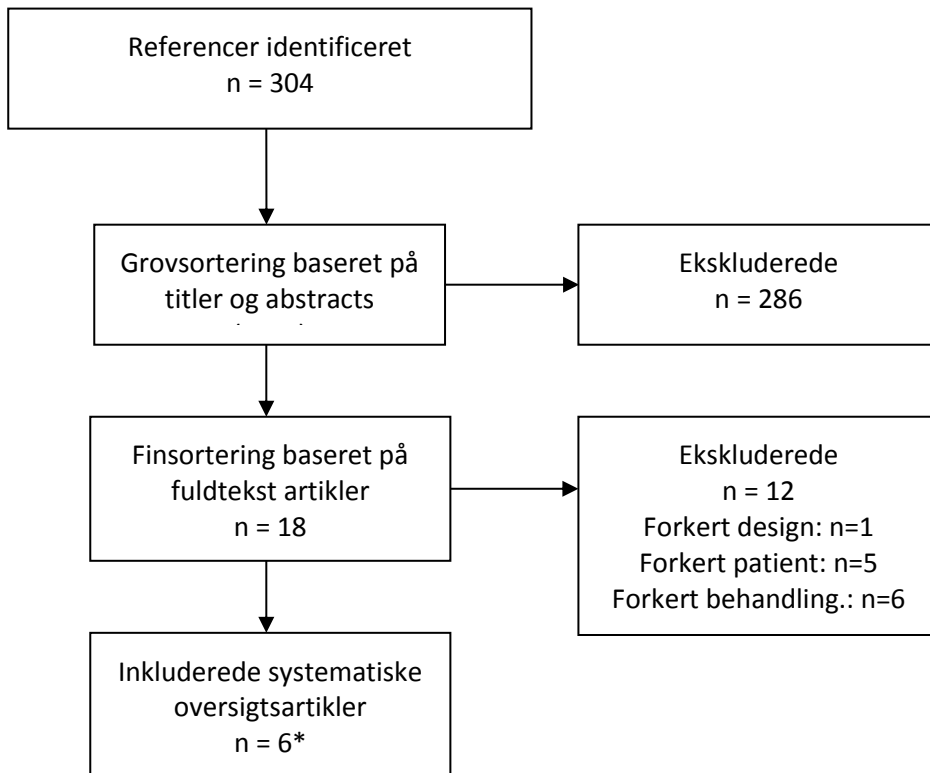 Referencer identificeret
n = 304
Grovsortering baseret på
titler og abstracts
Ekskluderede
n = 286
Finsortering baseret på
fuldtekst artikler
n = 18
Ekskluderede
n = 12
Forkert design: n=1
Forkert patient: n=5
Forkert behandling.: n=6
Inkluderede systematiske
oversigtsartikler
n = 6*